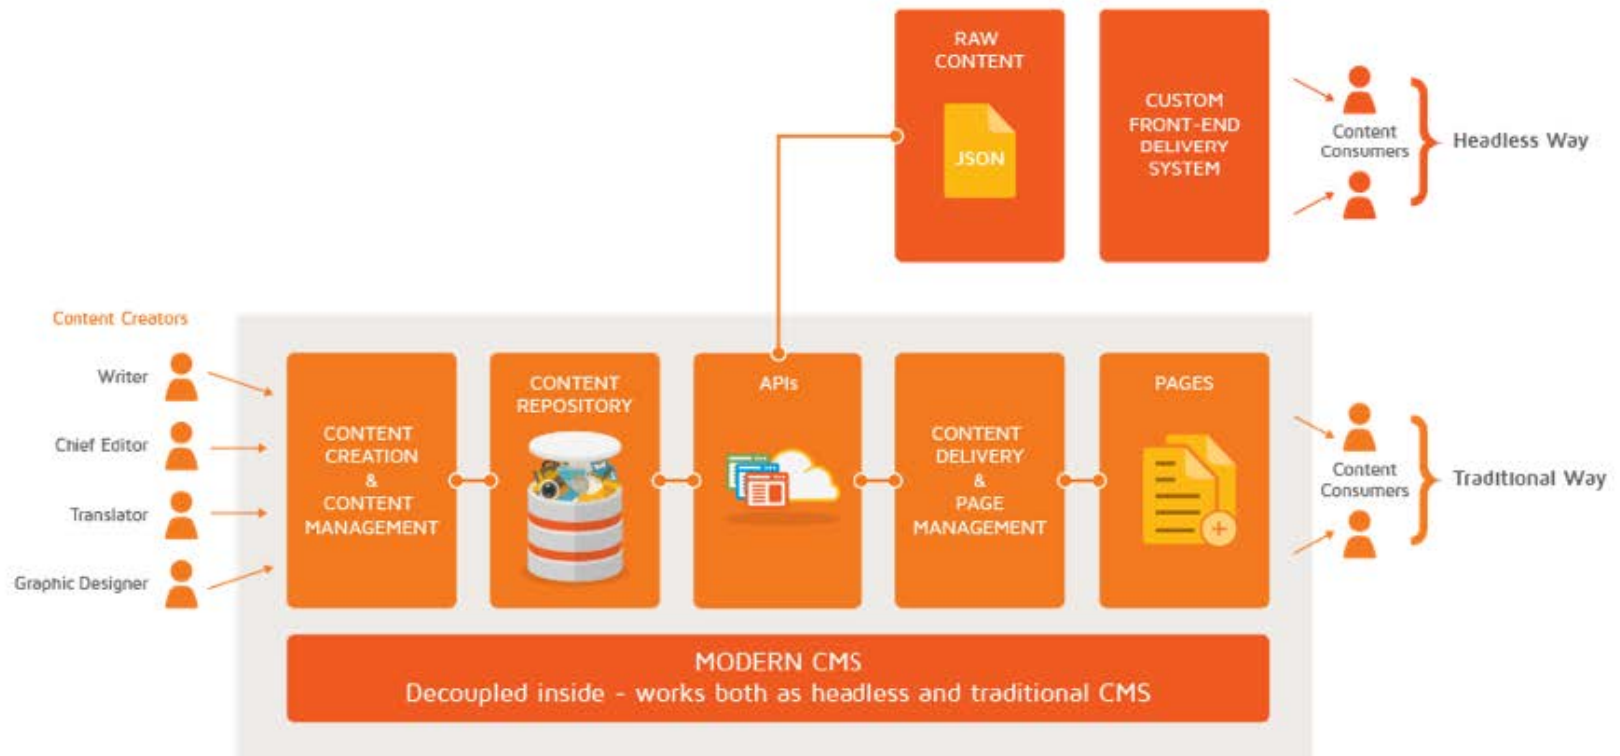 RAW
CONTENT
JSON
CUSTOM
FRONT-END
DELIVERY
SYSTEM
Content
Consumers
Headless Way
Content Creators
Writer
Chief Editor
Translator
Graphic Designer
CONTENT
CREATION
&
CONTENT
MANAGEMENT
CONTENT
REPOSITORY
APIs
CONTENT
DELIVERY
&
PAGE
MANAGEMENT
PAGES
Content
Consumers
Traditional Way
MODERN CMS
Decoupled inside - works both as headless and traditional CMS